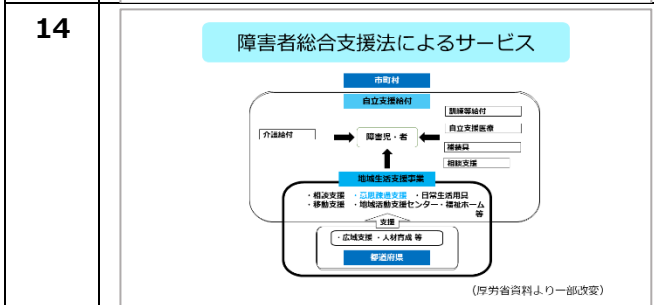 14
障害者総合支援法によるサービス
市町村
自立支援給付
訓練等給付
介護給付
障害児・者
自立支援医療
補装具
相談支援
地域生活支援事業
・相談支援 ・意思疎通支援 ・日常生活用具
・移動支援 ・地域活動支援センター・福祉ホーム
等
支援
・広域支援 ・人材育成 等
都道府県
(厚労省資料より一部改変)